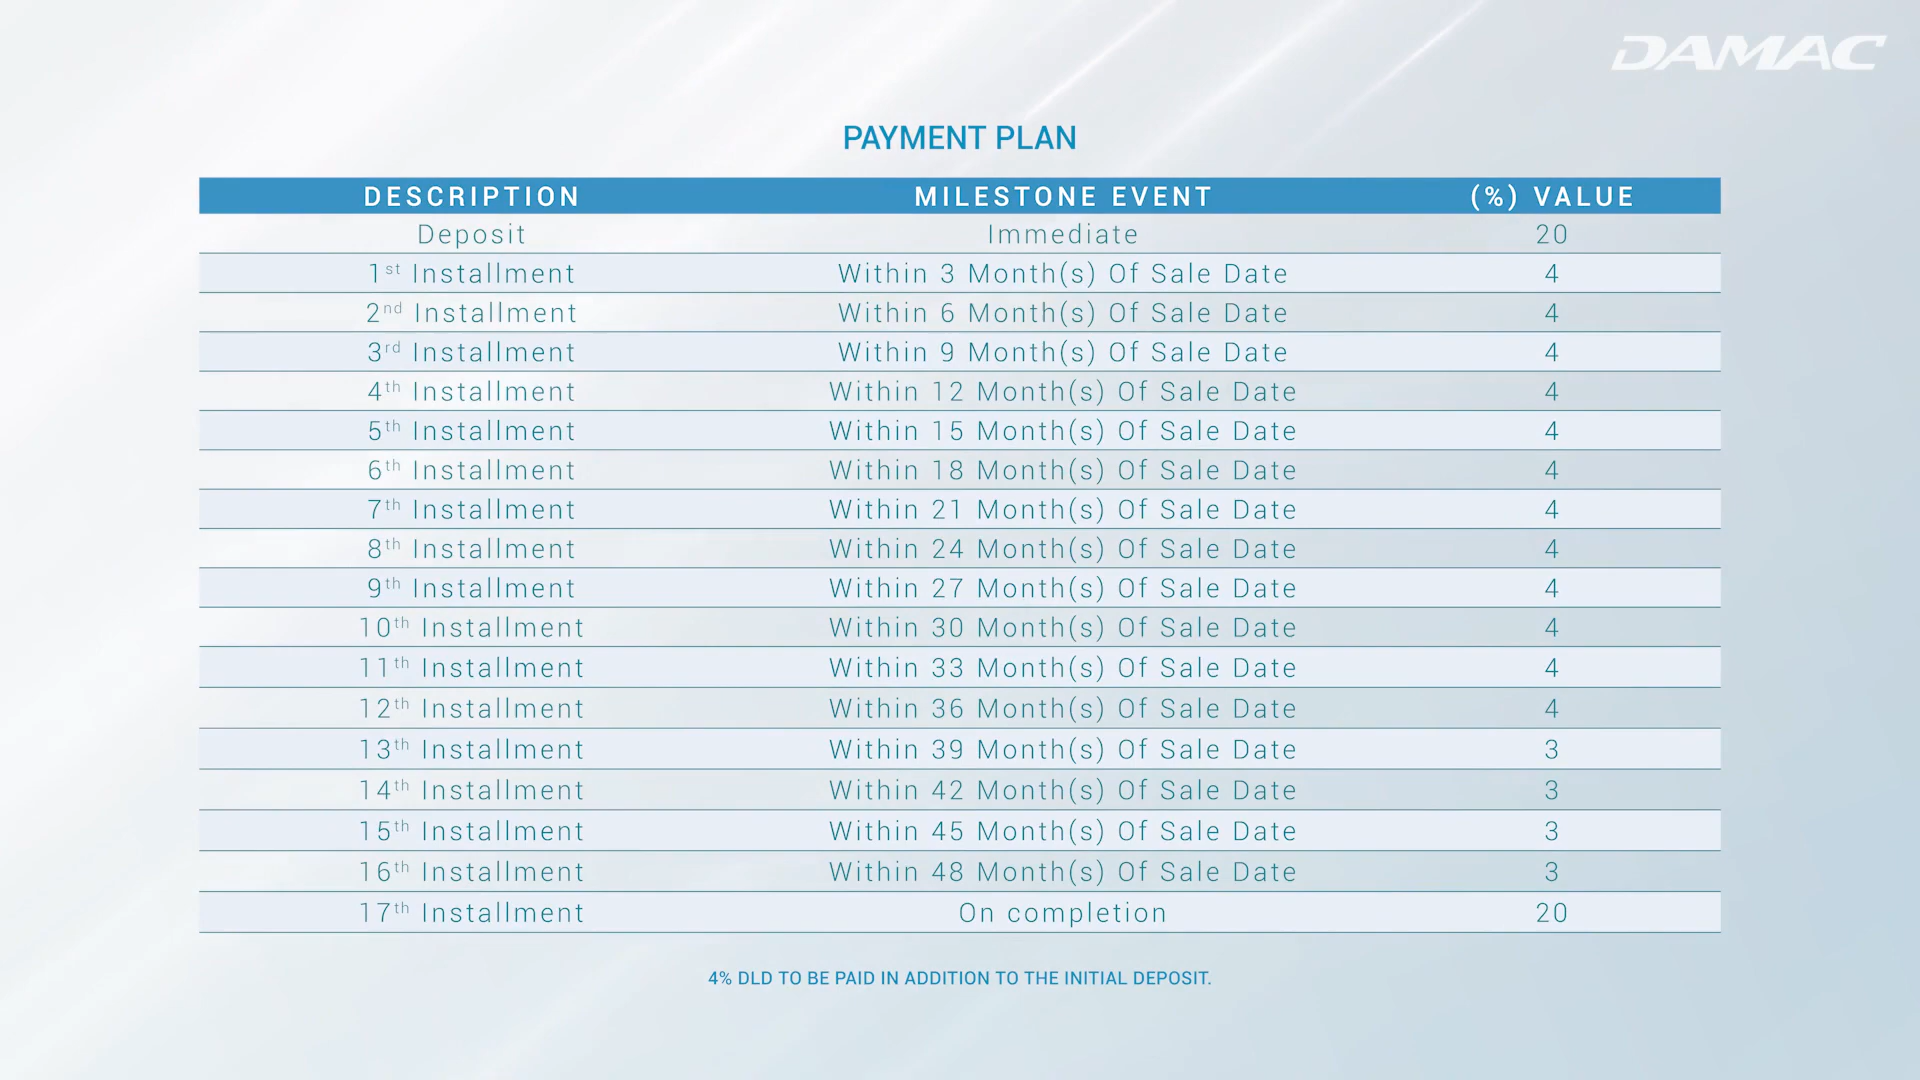 DAMAC
PAYMENT PLAN
DESCRIPTION MILESTONE EVENT (%) VALUE
Deposit Immediate 20
1st Installment Within 3 Month(s) Of Sale Date 4
2nd Installment Within 6 Month(s) Of Sale Date 4
3rd Installment Within 9 Month(s) Of Sale Date 4
4th Installment Within 12 Month(s) Of Sale Date 4
5th Installment Within 15 Month(s) Of Sale Date 4
6th Installment Within 18 Month(s) Of Sale Date 4
7th Installment Within 21 Month(s) Of Sale Date 4
8th Installment Within 24 Month(s) Of Sale Date 4
9th Installment Within 27 Month(s) Of Sale Date 4
10th Installment Within 30 Month(s) Of Sale Date 4
11th Installment Within 33 Month(s) Of Sale Date 4
12th Installment Within 36 Month(s) Of Sale Date 4
13th Installment Within 39 Month(s) Of Sale Date 3
14th Installment Within 42 Month(s) Of Sale Date 3
15th Installment Within 45 Month(s) Of Sale Date 3
16th Installment Within 48 Month(s) Of Sale Date 3
17th Installment On completion 20
4% DLD TO BE PAID IN ADDITION TO THE INITIAL DEPOSIT.